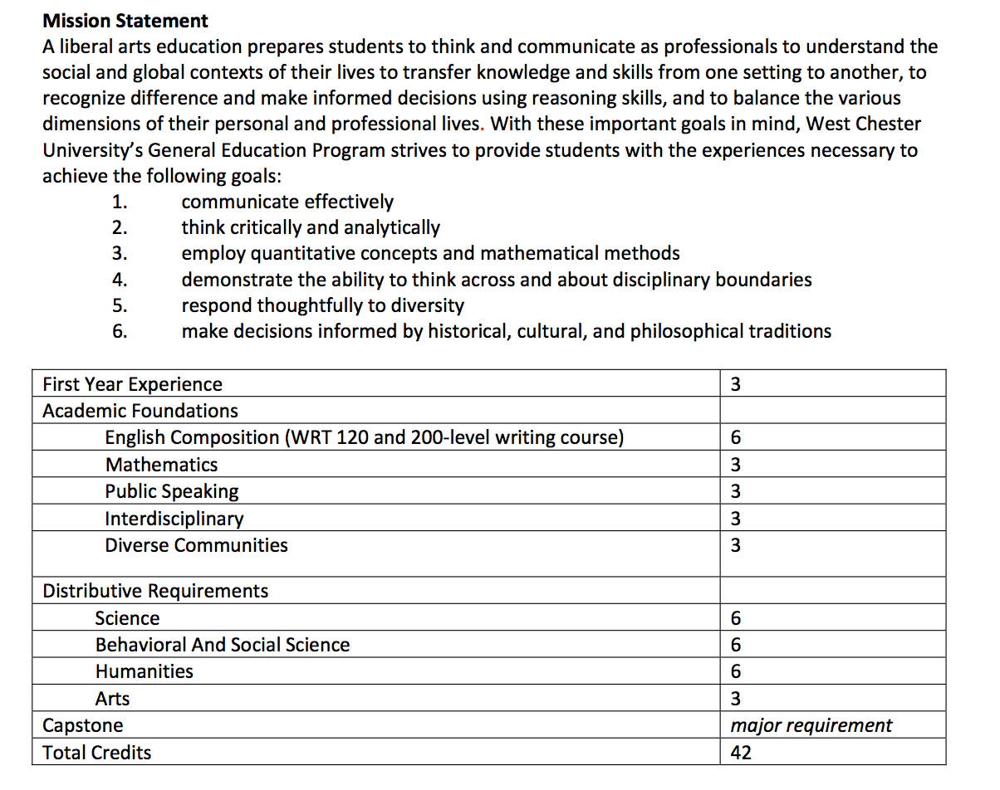 Mission Statement
A liberal arts education prepares students to think and communicate as professionals to understand the
social and global contexts of their lives to transfer knowledge and skills from one setting to another, to
recognize difference and make informed decisions using reasoning skills, and to balance the various
dimensions of their personal and professional lives. With these important goals in mind, West Chester
University’s General Education Program strives to provide students with the experiences necessary to
achieve the following goals:
1. communicate effectively
2. think critically and analytically
3. employ quantitative concepts and mathematical methods
4. demonstrate the ability to think across and about disciplinary boundaries
5. respond thoughtfully to diversity
6. make decisions informed by historical, cultural, and philosophical traditions
First Year Experience 3
Academic Foundations
English Composition (WRT 120 and 200-level writing course) 6
Mathematics 3
Public Speaking 3
Interdisciplinary 3
Diverse Communities 3
Distributive Requirements
Science 6
Behavioral And Social Science 6
Humanities 6
Arts 3
Capstone major requirement
Total Credits 42